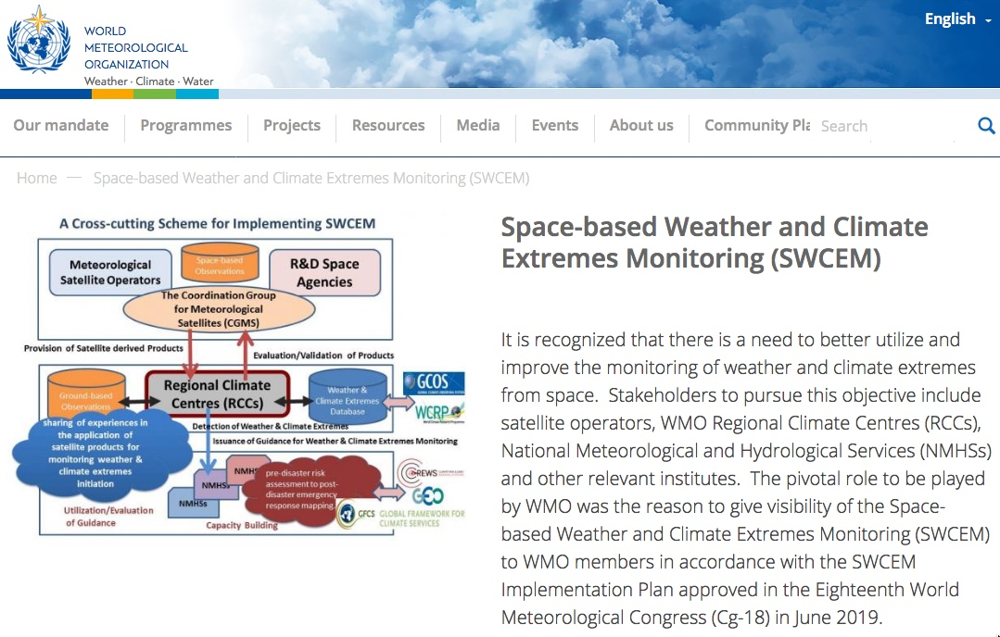 WORLD
METEOROLOGICAL
ORGANIZATION
Weather · Climate · Water
English
Our mandate
Programmes
Projects
Resources
Media
Events
About us
Community Pla
Search
Home — Space-based Weather and Climate Extremes Monitoring (SWCEM)
A Cross-cutting Scheme for Implementing SWCEM
Meteorological
Satellite Operators
Space-based
Observations
R&D Space
Agencies
The Coordination Group
for Meteorological
Satellites (CGMS)
Provision of Satellite derived Products
Evaluation/Validation of Products
Ground-based
Observations
Regional Climate
Centres (RCCs)
Weather &
Climate Extremes
Database
GCOS
GLOBAL CLIMATE OBSERVING SYSTEM
WCRP
World Climate Research Programme
sharing of experiences in
the application of
satellite products for
monitoring weather &
climate extremes
initiation
Detection of Weather & Climate Extremes
Issuance of Guidance for Weather & Climate Extremes Monitoring
NMHSs
NMHSs
NMHSs
pre-disaster risk
assessment to post-
disaster emergency
response mapping.
CREWS
GEO
GFCS
GLOBAL FRAMEWORK FOR
CLIMATE SERVICES
Utilization/Evaluation
of Guidance
Capacity Building
Space-based Weather and Climate
Extremes Monitoring (SWCEM)
It is recognized that there is a need to better utilize and
improve the monitoring of weather and climate extremes
from space. Stakeholders to pursue this objective include
satellite operators, WMO Regional Climate Centres (RCCs),
National Meteorological and Hydrological Services (NMHSs)
and other relevant institutes. The pivotal role to be played
by WMO was the reason to give visibility of the Space-
based Weather and Climate Extremes Monitoring (SWCEM)
to WMO members in accordance with the SWCEM
Implementation Plan approved in the Eighteenth World
Meteorological Congress (Cg-18) in June 2019.